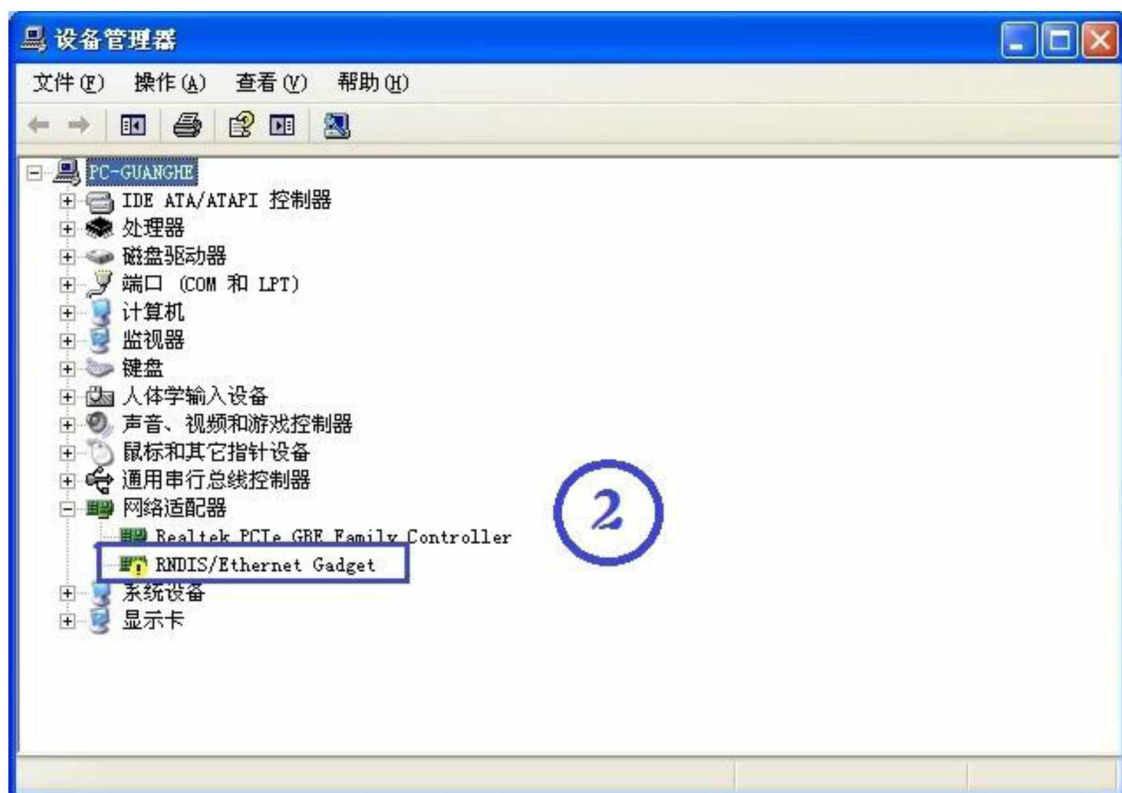 设备管理器
文件(F) 操作(A) 查看(V) 帮助(H)
PC-GUANGHE
IDE ATA/ATAPI 控制器
处理器
磁盘驱动器
端口 (COM 和 LPT)
计算机
监视器
键盘
人体学输入设备
声音、视频和游戏控制器
鼠标和其它指针设备
通用串行总线控制器
网络适配器
Realtek PCIe GBE Family Controller
RNDIS/Ethernet Gadget
系统设备
显示卡
2